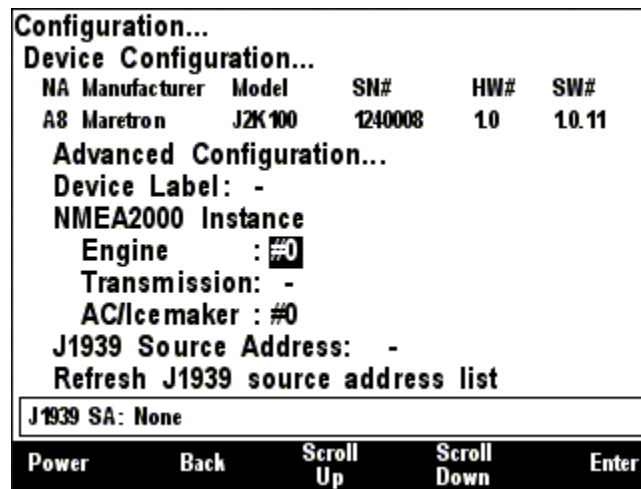 Configuration...
Device Configuration...
NA Manufacturer Model SN# HW# SW#
A8 Maretron J2K100 1240008 1.0 1.0.11
Advanced Configuration...
Device Label: -
NMEA2000 Instance
Engine : #0
Transmission: -
AC/Icemaker : #0
J1939 Source Address: -
Refresh J1939 source address list
J1939 SA: None
Power Back Scroll Up Scroll Down Enter